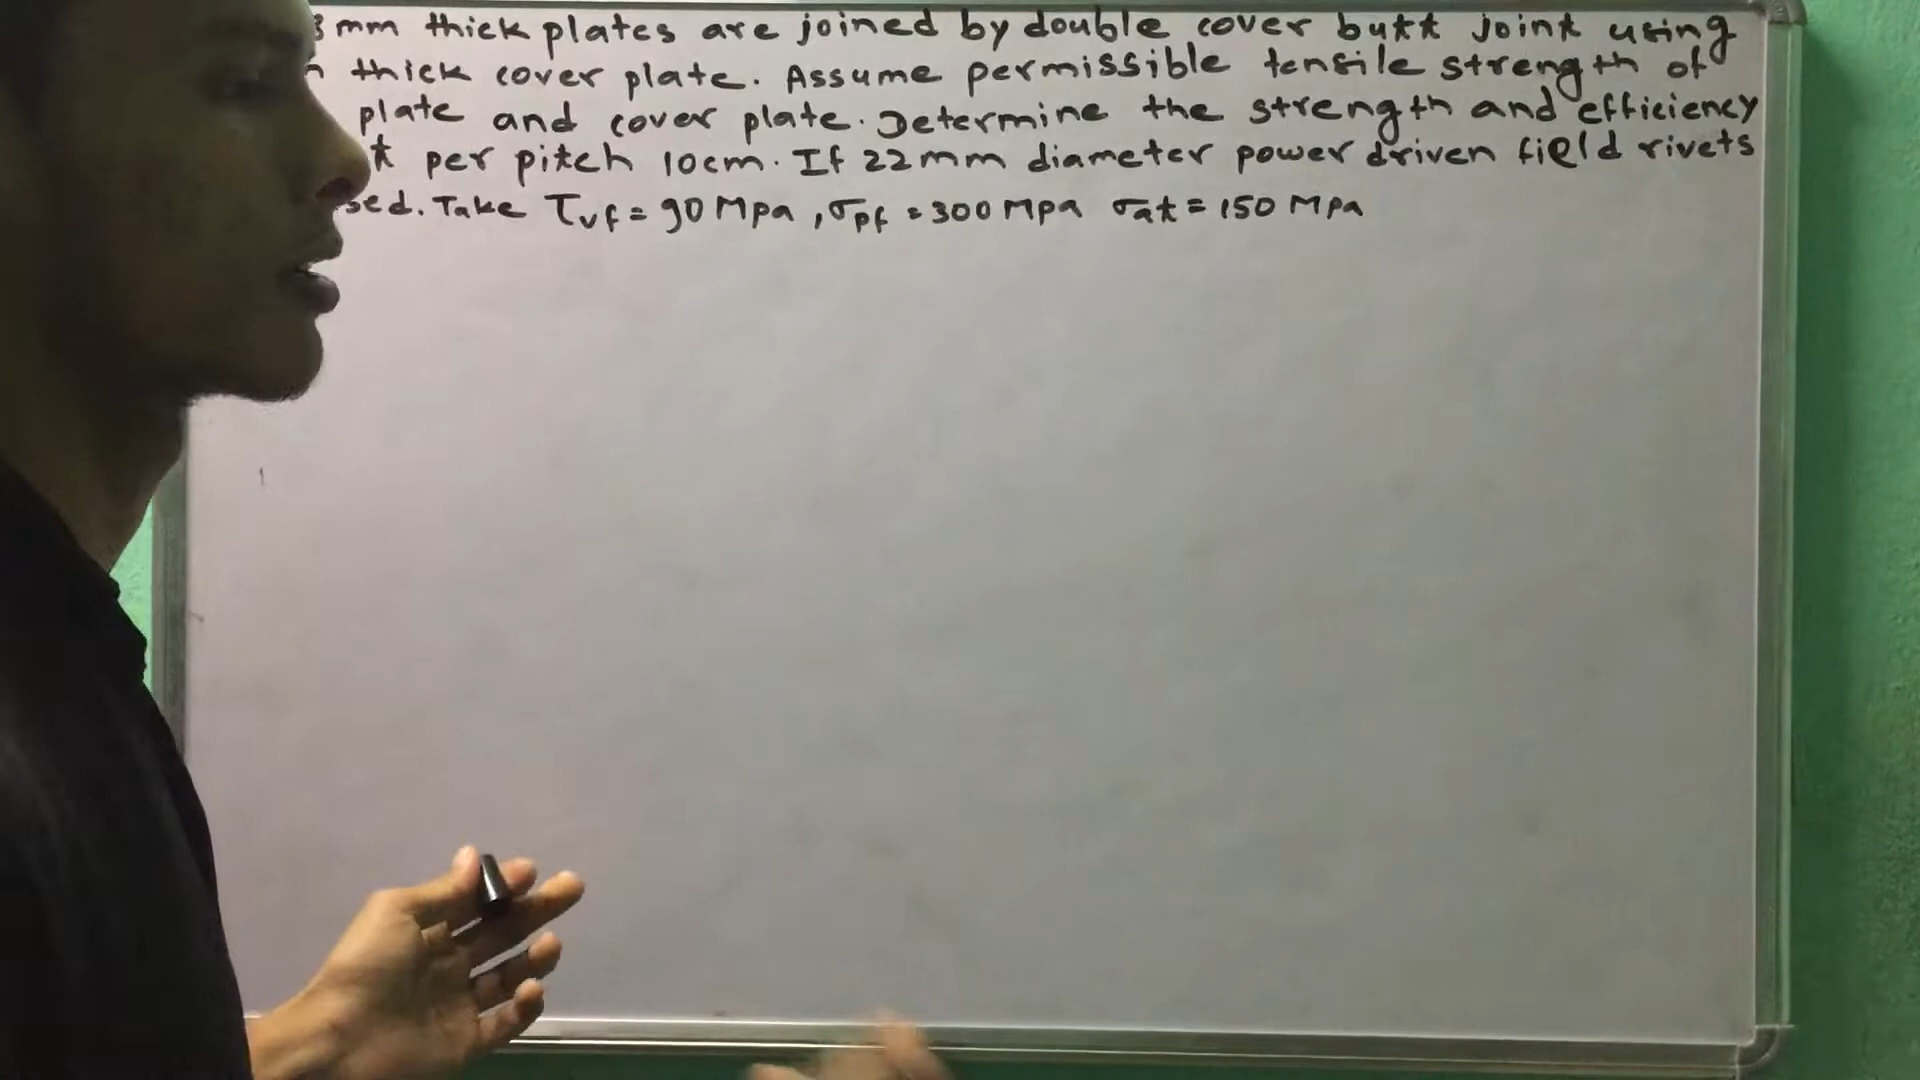 mm thick plates are joined by double cover butt joint using
thick cover plate. Assume permissible tensile strength of
plate and cover plate. Determine the strength and efficiency
per pitch 10cm. If 22mm diameter power driven field rivets
sed. Take τvf = 90 Mpa , σpf = 300 Mpa σat = 150 MPa